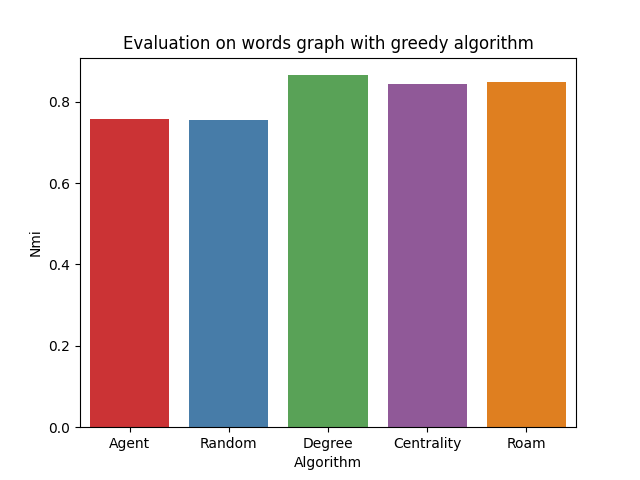 Evaluation on words graph with greedy algorithm
Nmi
0.8
0.6
0.4
0.2
0.0
Agent Random Degree Centrality Roam
Algorithm